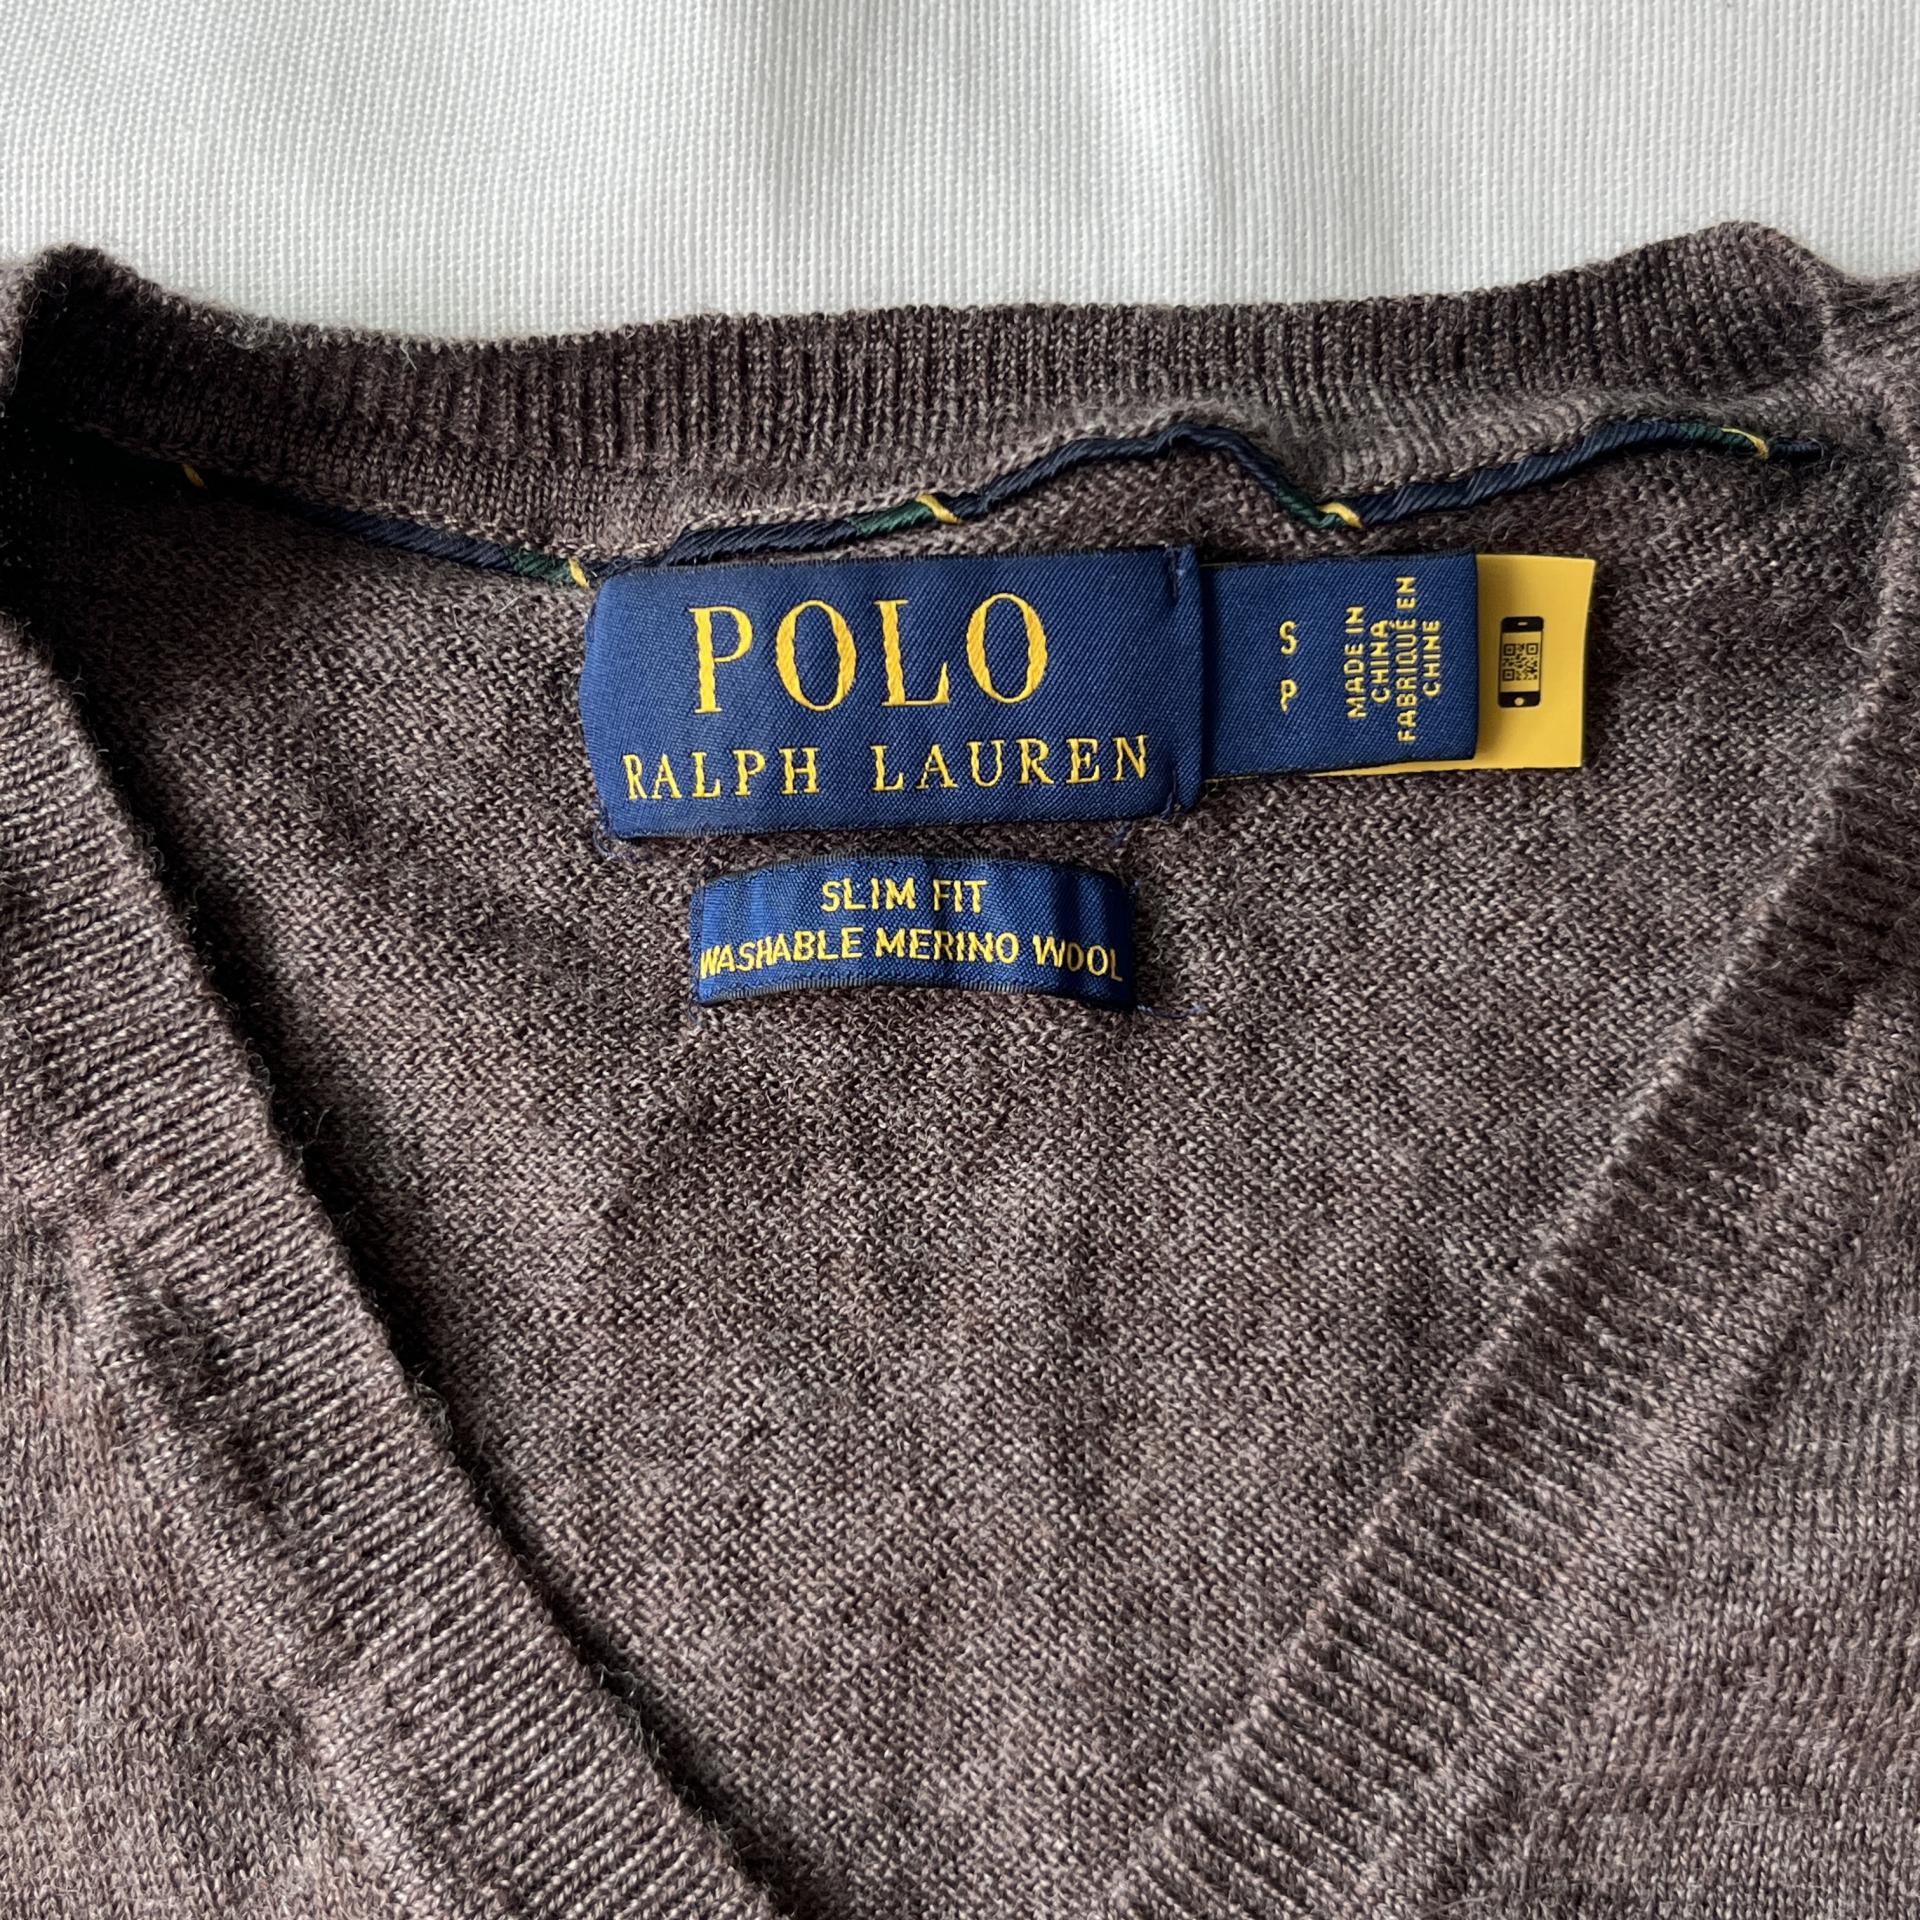 POLO
RALPH LAUREN
S
P
MADE IN
CHINA
FABRIQUÉ EN
CHINE
SLIM FIT
WASHABLE MERINO WOOL